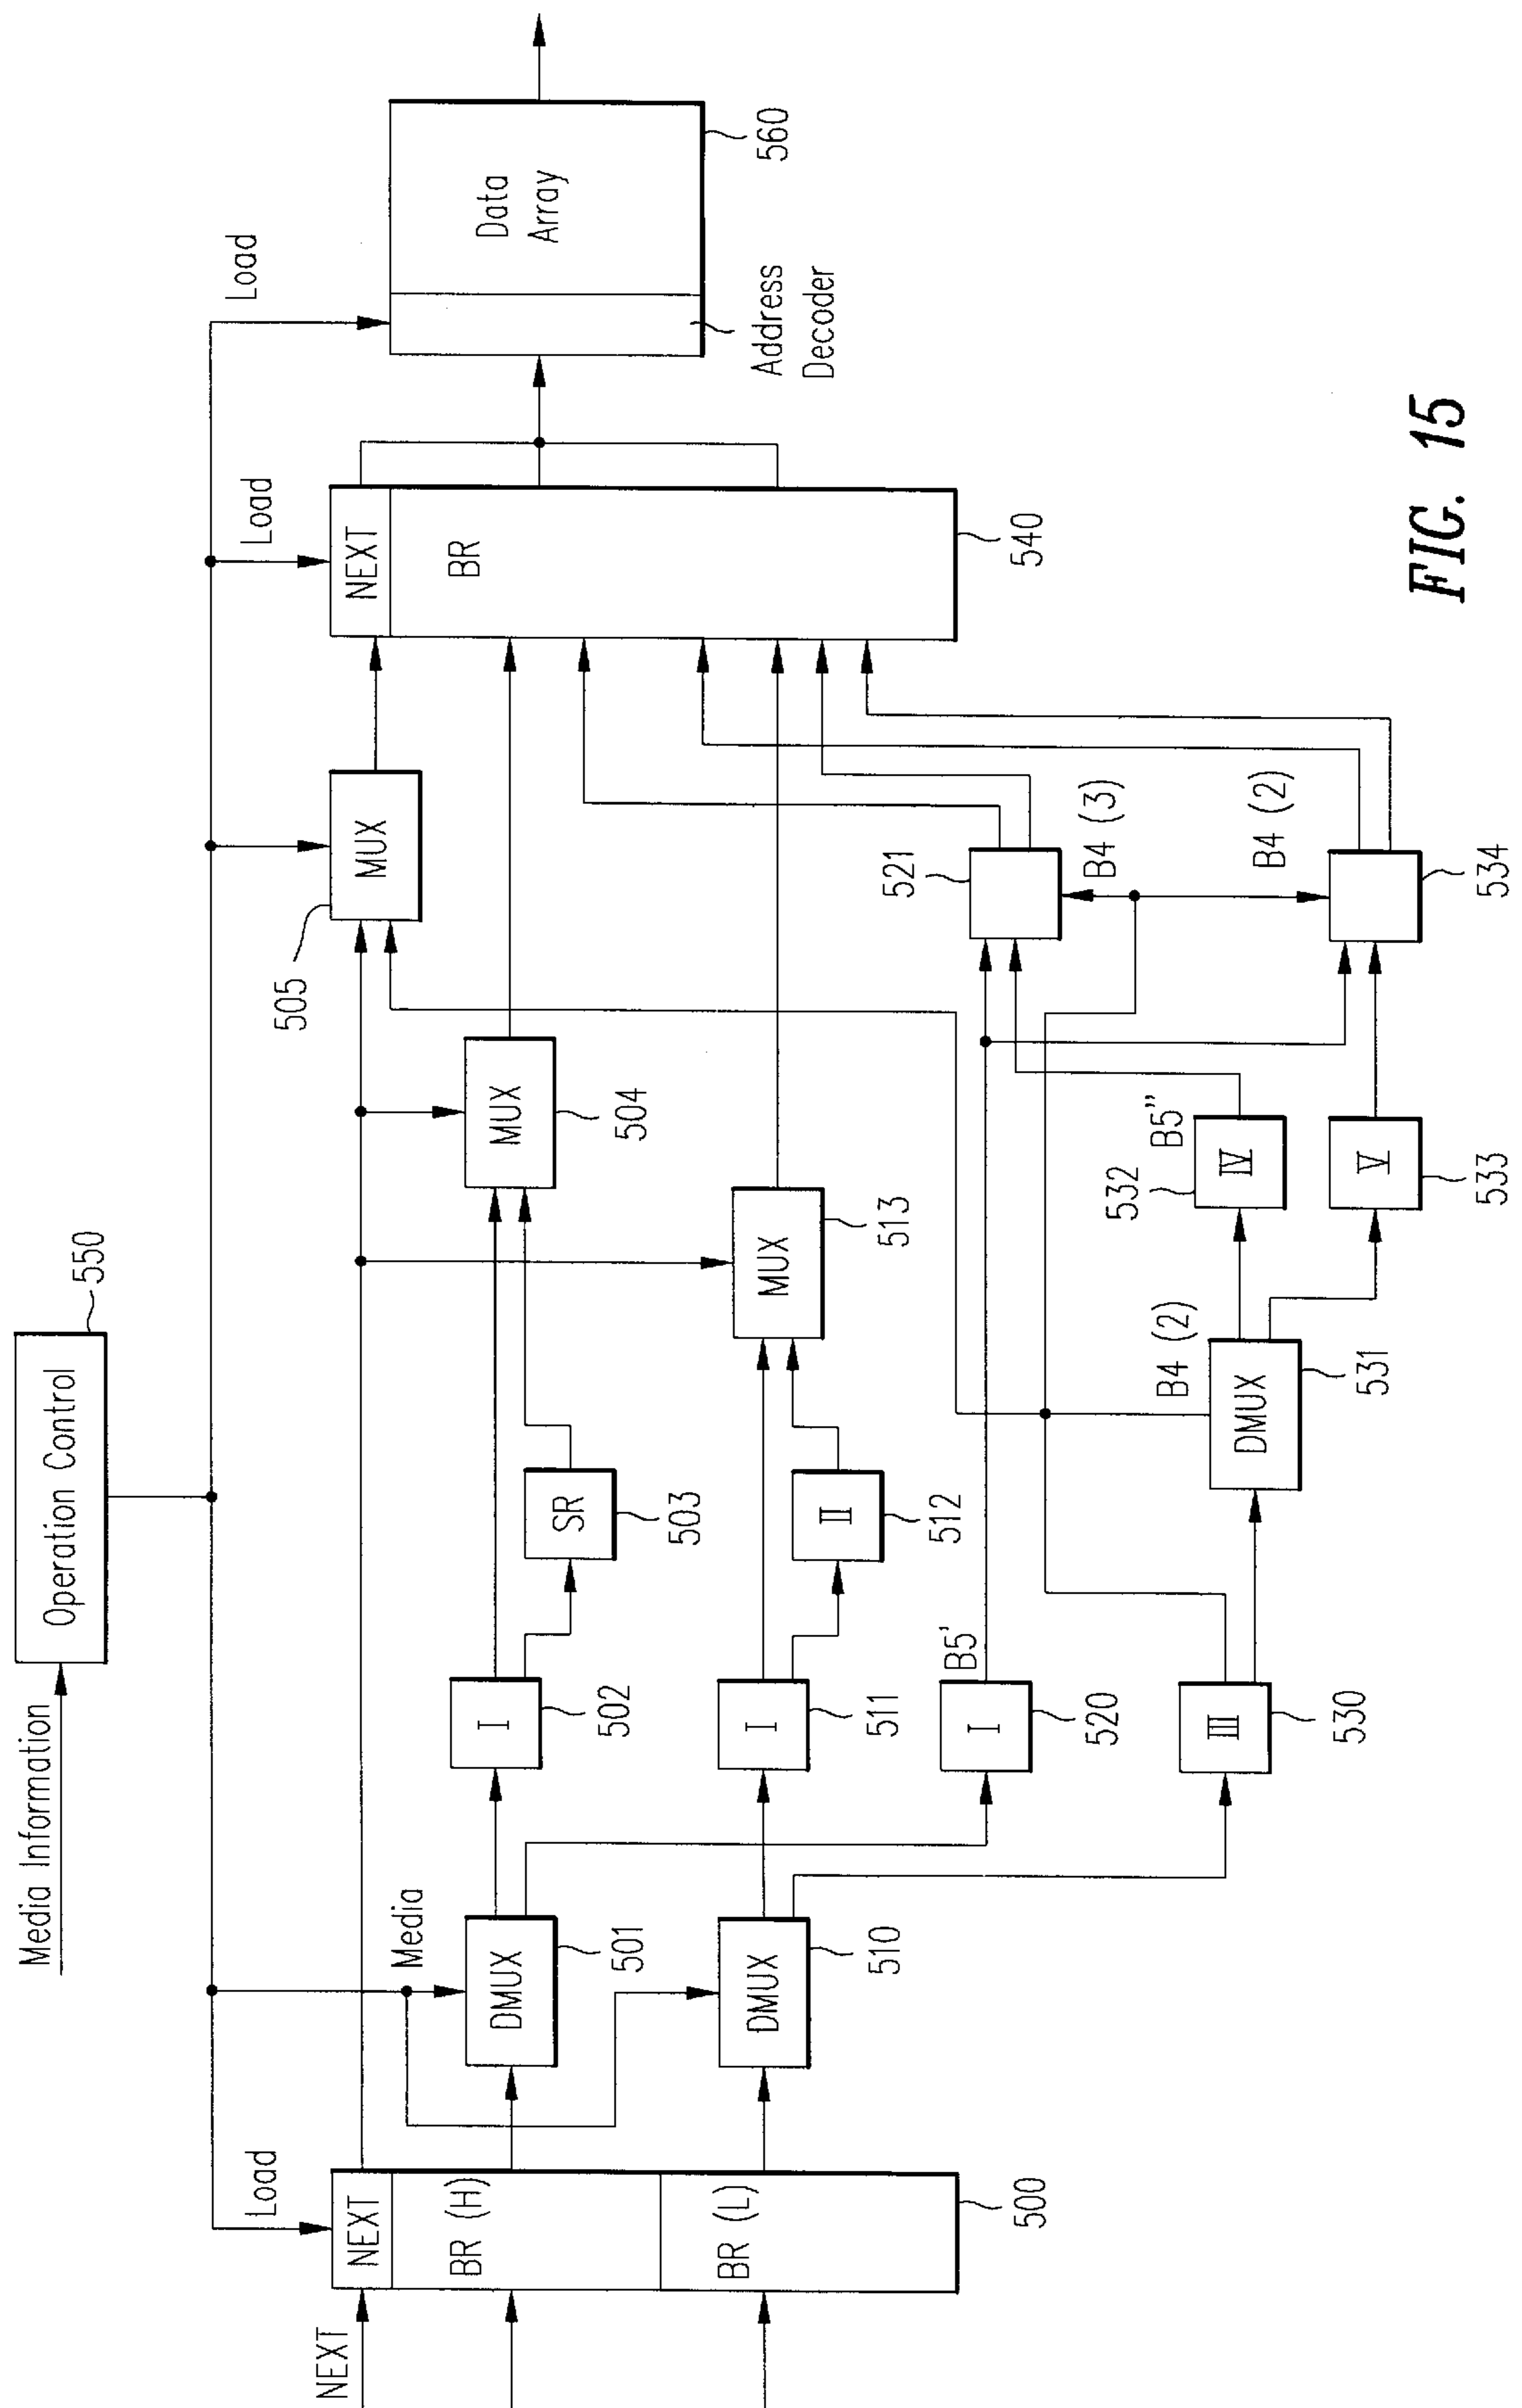 Media Information
Operation Control
550
Load
Load
Load
Media
NEXT
NEXT
BR (H)
BR (L)
500
DMUX
501
DMUX
510
I
502
SR
503
MUX
504
MUX
505
I
511
II
512
MUX
513
I
B5'
520
III
530
DMUX
531
B4 (2)
IV
B5"
532
V
533
521
B4 (3)
B4 (2)
534
NEXT
BR
540
Data
Array
560
Address
Decoder
FIG. 15